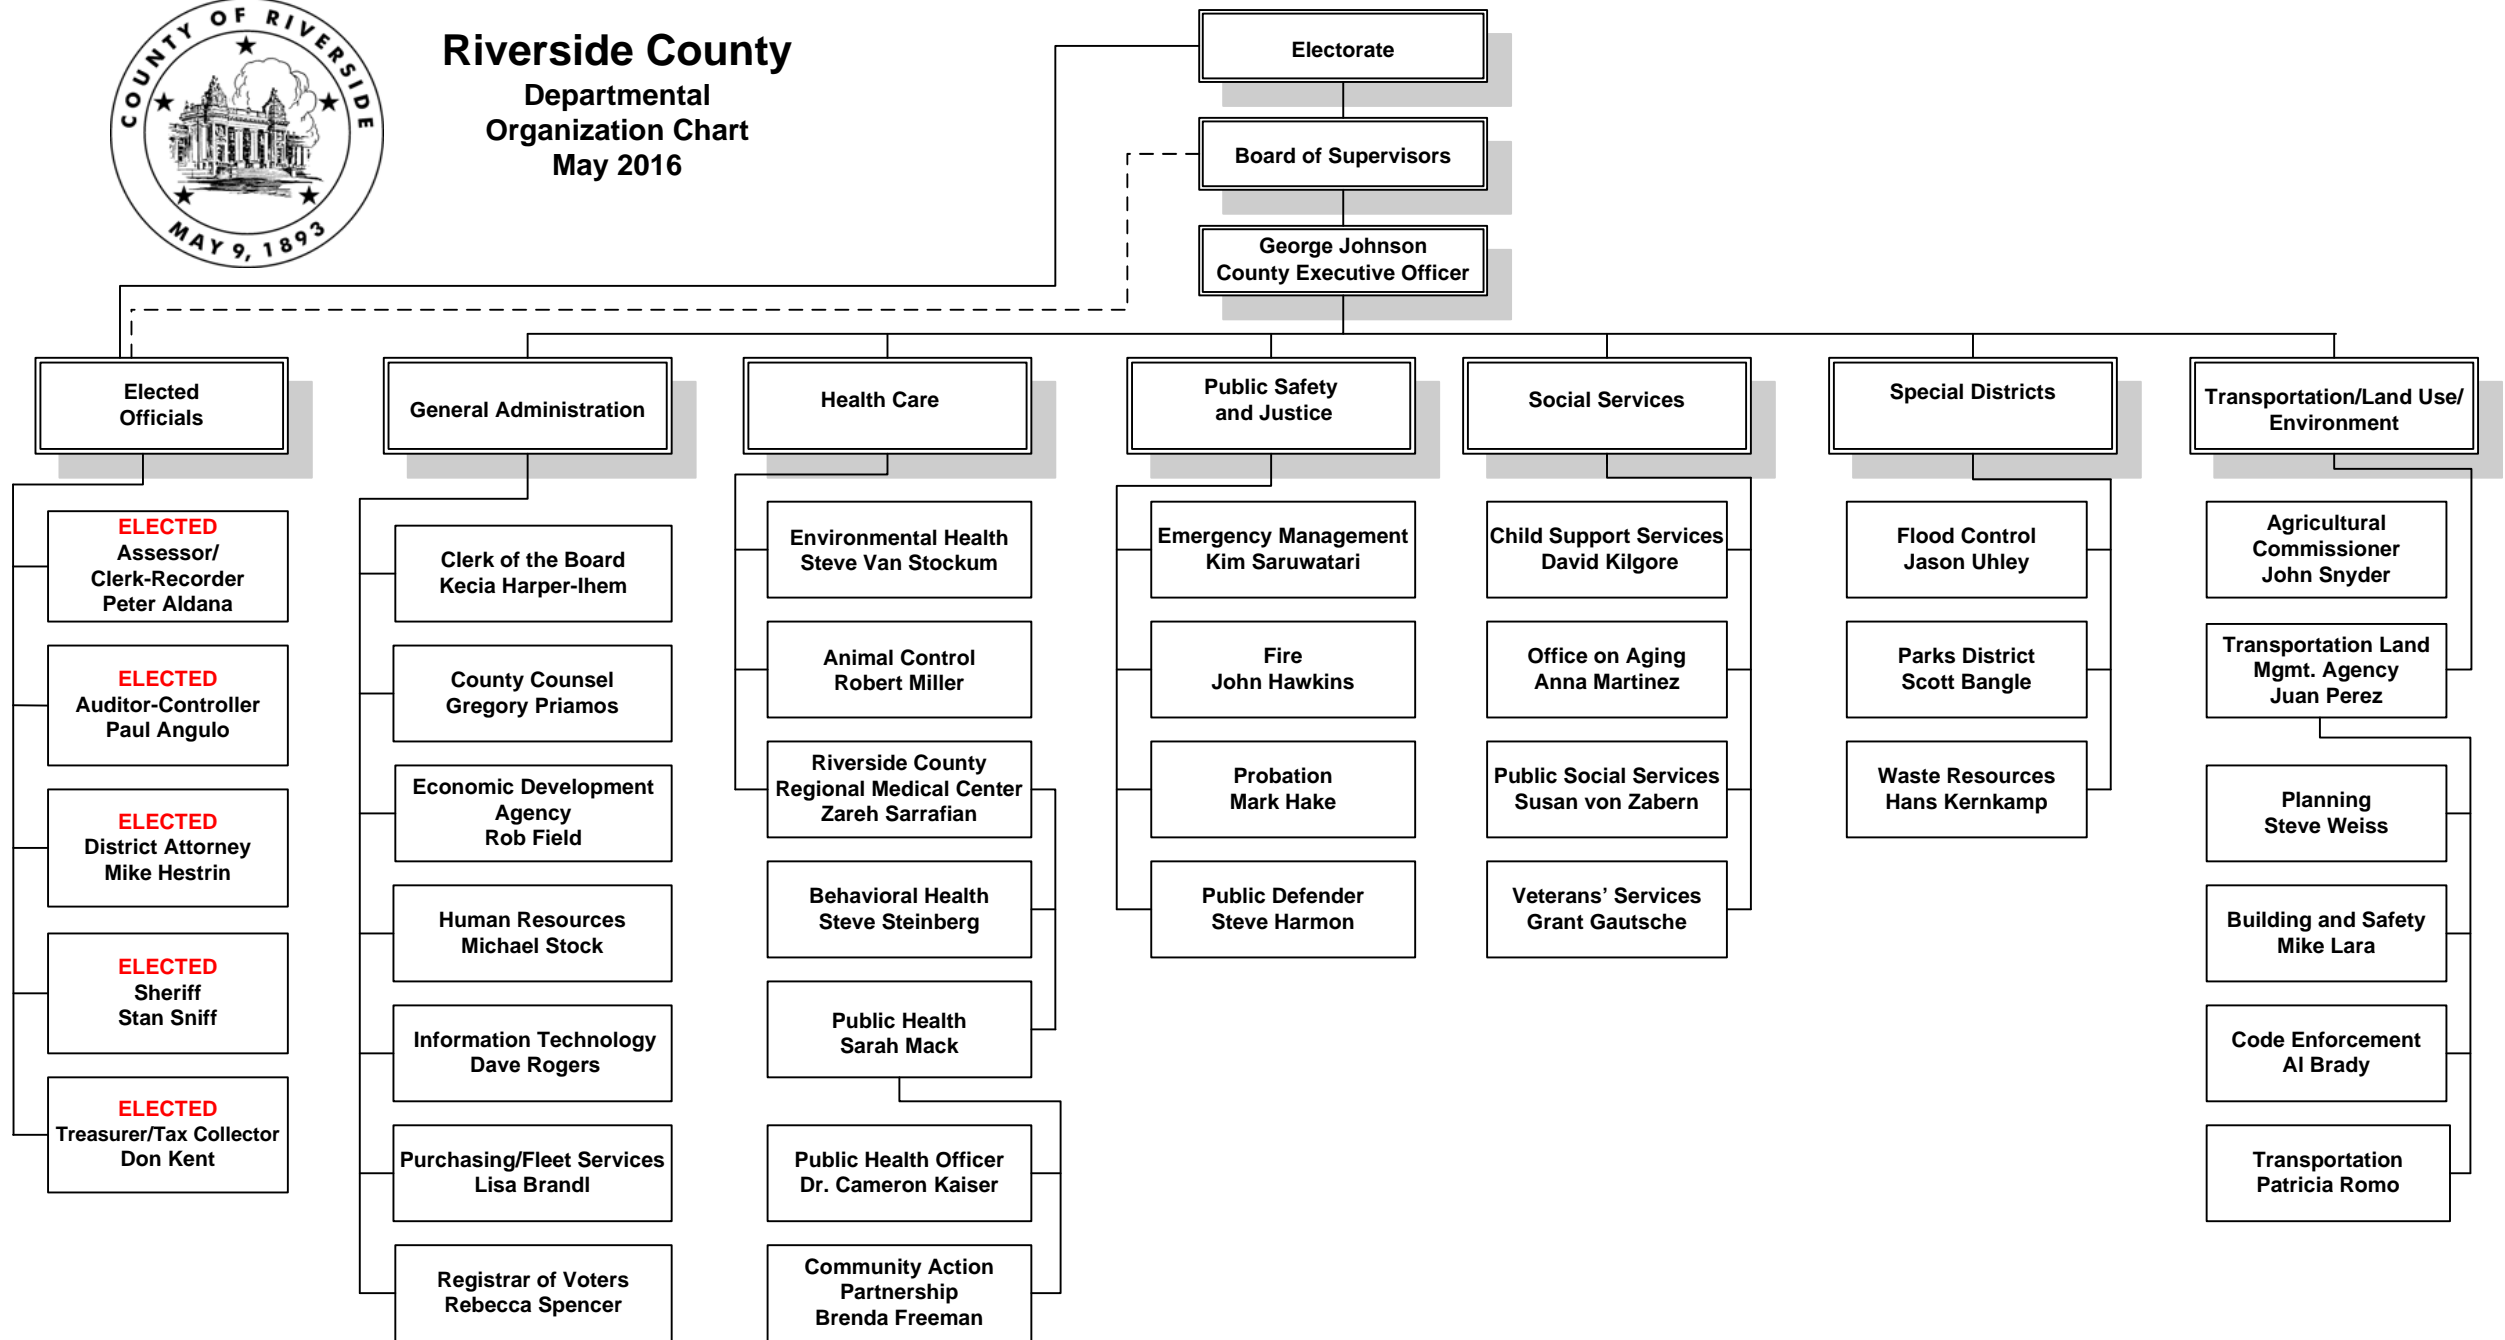 COUNTY OF RIVERSIDE
MAY 9, 1893
Riverside County
Departmental
Organization Chart
May 2016
Electorate
Board of Supervisors
George Johnson
County Executive Officer
Elected
Officials
General Administration
Health Care
Public Safety
and Justice
Social Services
Special Districts
Transportation/Land Use/
Environment
ELECTED
Assessor/
Clerk-Recorder
Peter Aldana
ELECTED
Auditor-Controller
Paul Angulo
ELECTED
District Attorney
Mike Hestrin
ELECTED
Sheriff
Stan Sniff
ELECTED
Treasurer/Tax Collector
Don Kent
Clerk of the Board
Kecia Harper-Ihem
County Counsel
Gregory Priamos
Economic Development
Agency
Rob Field
Human Resources
Michael Stock
Information Technology
Dave Rogers
Purchasing/Fleet Services
Lisa Brandl
Registrar of Voters
Rebecca Spencer
Environmental Health
Steve Van Stockum
Animal Control
Robert Miller
Riverside County
Regional Medical Center
Zareh Sarrafian
Behavioral Health
Steve Steinberg
Public Health
Sarah Mack
Public Health Officer
Dr. Cameron Kaiser
Community Action
Partnership
Brenda Freeman
Emergency Management
Kim Saruwatari
Fire
John Hawkins
Probation
Mark Hake
Public Defender
Steve Harmon
Child Support Services
David Kilgore
Office on Aging
Anna Martinez
Public Social Services
Susan von Zabern
Veterans’ Services
Grant Gautsche
Flood Control
Jason Uhley
Parks District
Scott Bangle
Waste Resources
Hans Kernkamp
Agricultural
Commissioner
John Snyder
Transportation Land
Mgmt. Agency
Juan Perez
Planning
Steve Weiss
Building and Safety
Mike Lara
Code Enforcement
Al Brady
Transportation
Patricia Romo